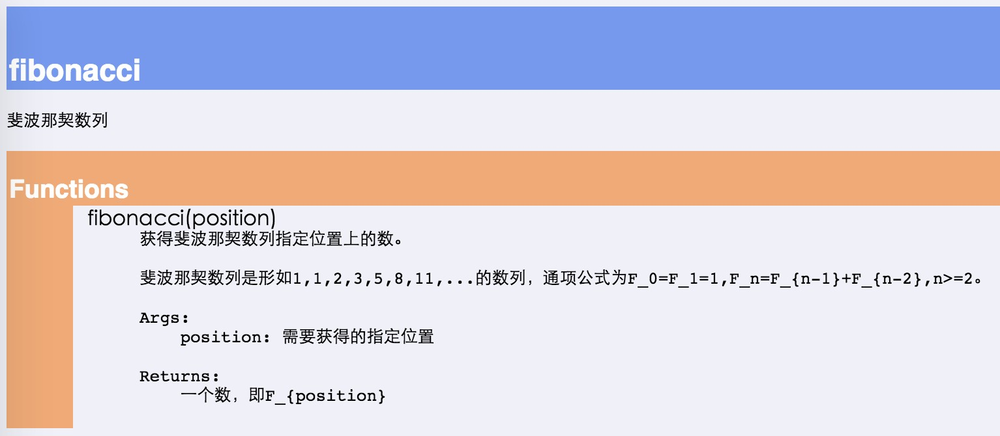 fibonacci
斐波那契数列
Functions
fibonacci(position)
获得斐波那契数列指定位置上的数。
斐波那契数列是形如1,1,2,3,5,8,11,...的数列，通项公式为F_0=F_1=1,F_n=F_{n-1}+F_{n-2},n>=2。
Args:
position: 需要获得的指定位置
Returns:
一个数，即F_{position}